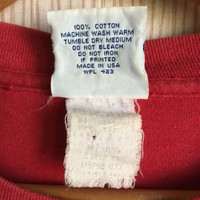 100% COTTON
MACHINE WASH WARM
TUMBLE DRY MEDIUM
DO NOT BLEACH
DO NOT IRON
IF PRINTED
MADE IN USA
WPL 423